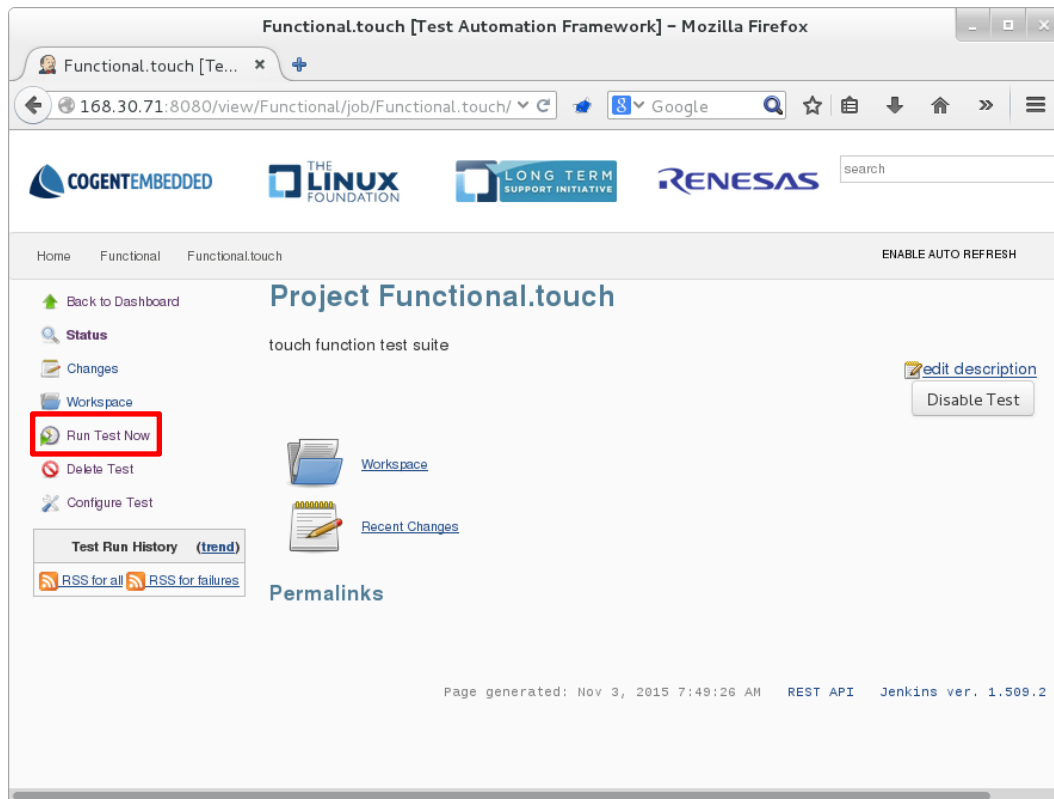 Functional.touch [Test Automation Framework] – Mozilla Firefox
Functional.touch [Te...
168.30.71:8080/view/Functional/job/Functional.touch/
8 Google
COGENTEMBEDDED
THE LINUX FOUNDATION
LONG TERM SUPPORT INITIATIVE
RENESAS
search
Home Functional Functional.touch ENABLE AUTO REFRESH
Back to Dashboard
Project Functional.touch
Status
touch function test suite
Changes
edit description
Workspace
Disable Test
Run Test Now
Workspace
Delete Test
Configure Test
Recent Changes
Test Run History (trend)
RSS for all RSS for failures
Permalinks
Page generated: Nov 3, 2015 7:49:26 AM REST API Jenkins ver. 1.509.2